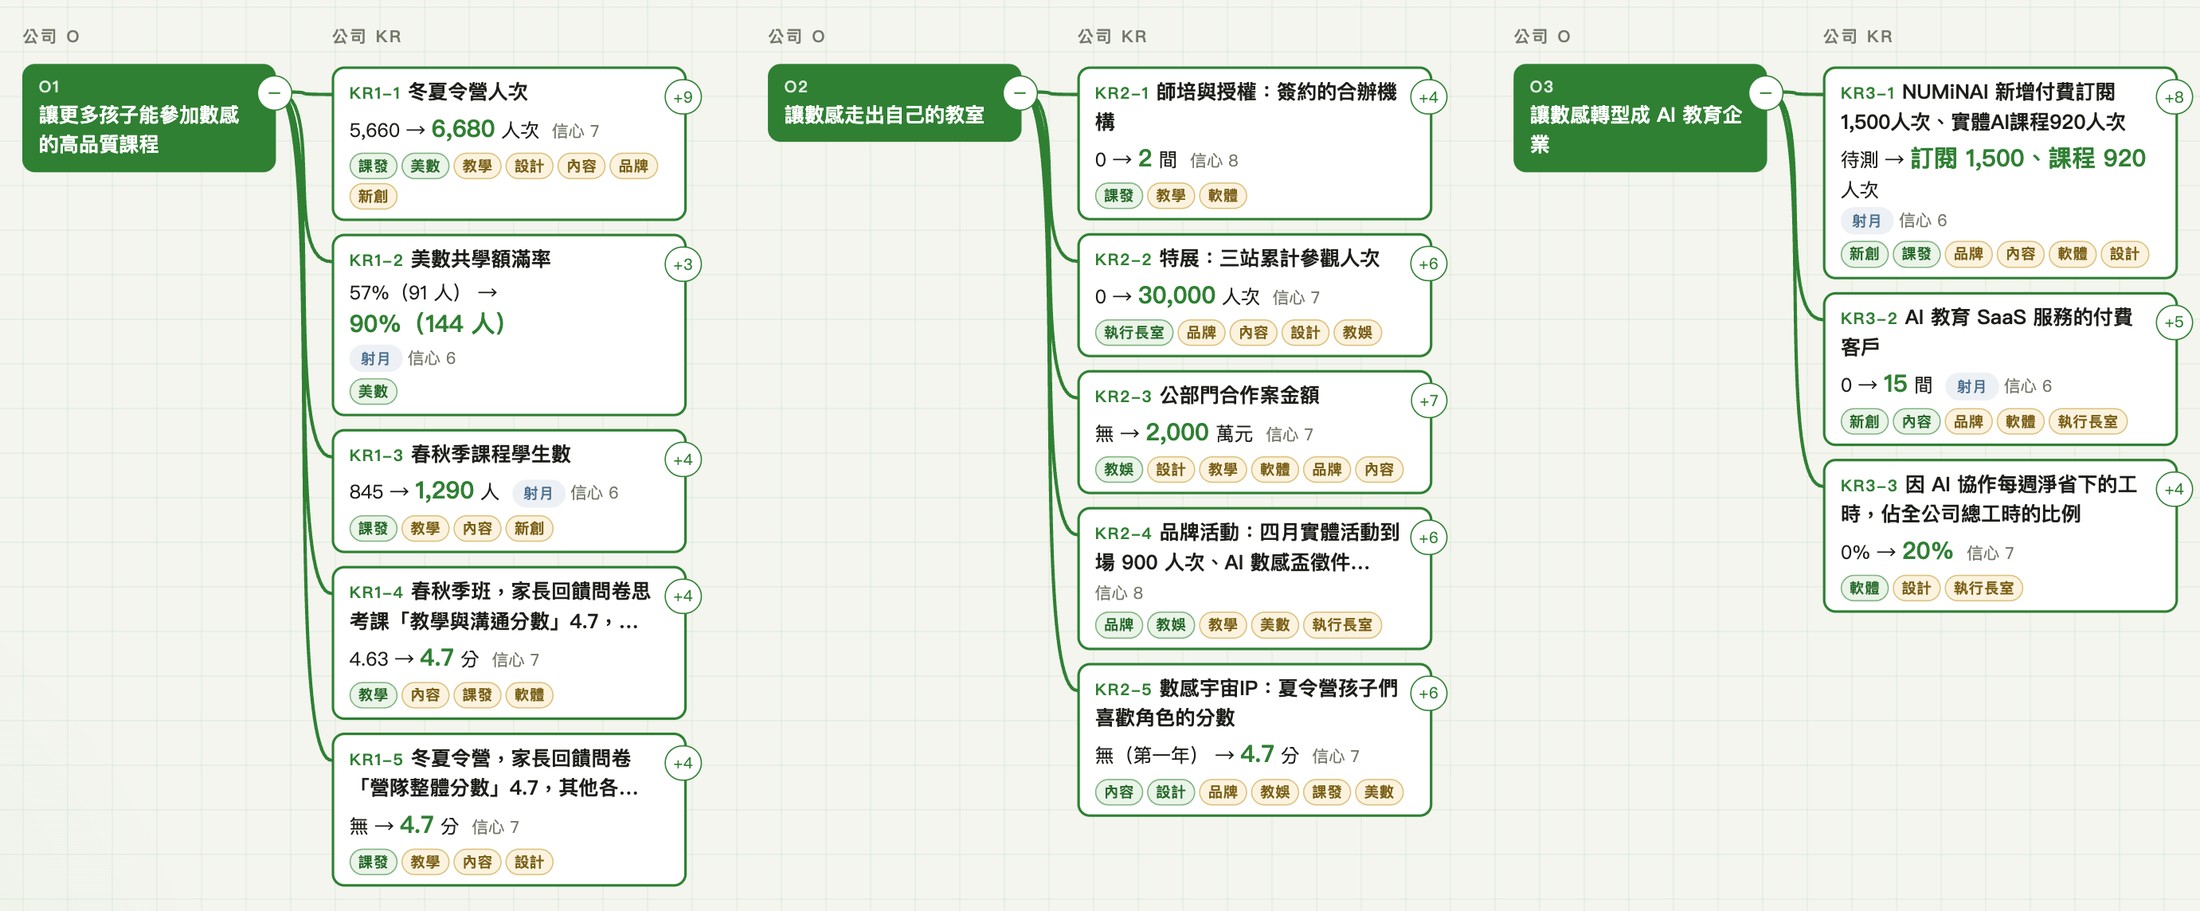 公司 O
O1
−
讓更多孩子能參加數感
的高品質課程
公司 KR
KR1-1 冬夏令營人次
+9
5,660 → 6,680 人次 信心 7
課發 美數 教學 設計 內容 品牌
新創
KR1-2 美數共學額滿率
+3
57%（91 人） →
90%（144 人）
射月 信心 6
美數
KR1-3 春秋季課程學生數
+4
845 → 1,290 人 射月 信心 6
課發 教學 內容 新創
KR1-4 春秋季班，家長回饋問卷思
+4
考課「教學與溝通分數」4.7，...
4.63 → 4.7 分 信心 7
教學 內容 課發 軟體
KR1-5 冬夏令營，家長回饋問卷
+4
「營隊整體分數」4.7，其他各...
無 → 4.7 分 信心 7
課發 教學 內容 設計
公司 O
O2
−
讓數感走出自己的教室
公司 KR
KR2-1 師培與授權：簽約的合辦機
+4
構
0 → 2 間 信心 8
課發 教學 軟體
KR2-2 特展：三站累計參觀人次
+6
0 → 30,000 人次 信心 7
執行長室 品牌 內容 設計 教娛
KR2-3 公部門合作案金額
+7
無 → 2,000 萬元 信心 7
教娛 設計 教學 軟體 品牌 內容
KR2-4 品牌活動：四月實體活動到
+6
場 900 人次、AI 數感盃徵件...
信心 8
品牌 教娛 教學 美數 執行長室
KR2-5 數感宇宙IP：夏令營孩子們
+6
喜歡角色的分數
無（第一年） → 4.7 分 信心 7
內容 設計 品牌 教娛 課發 美數
公司 O
O3
−
讓數感轉型成 AI 教育企
業
公司 KR
KR3-1 NUMiNAI 新增付費訂閱
+8
1,500人次、實體AI課程920人次
待測 → 訂閱 1,500、課程 920
人次
射月 信心 6
新創 課發 品牌 內容 軟體 設計
KR3-2 AI 教育 SaaS 服務的付費
+5
客戶
0 → 15 間 射月 信心 6
新創 內容 品牌 軟體 執行長室
KR3-3 因 AI 協作每週淨省下的工
+4
時，佔全公司總工時的比例
0% → 20% 信心 7
軟體 設計 執行長室